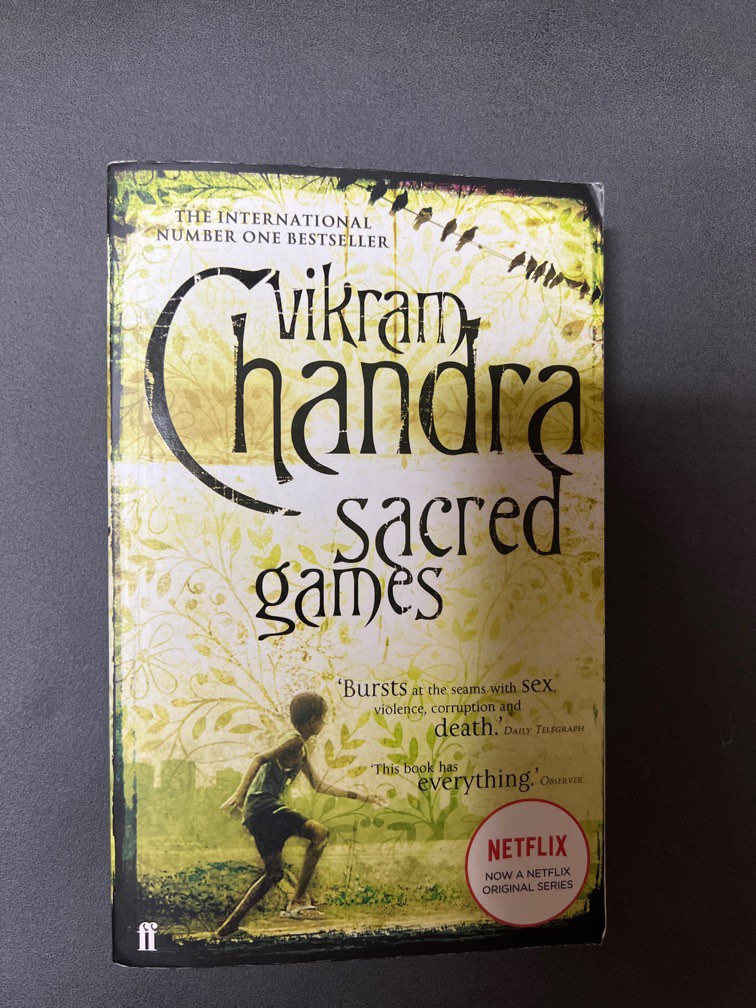 THE INTERNATIONAL
NUMBER ONE BESTSELLER
vikram
Chandra
sacred
games
'Bursts at the seams with sex,
violence, corruption and
death.' DAILY TELEGRAPH
'This book has
everything.' OBSERVER
NETFLIX
NOW A NETFLIX
ORIGINAL SERIES
ff